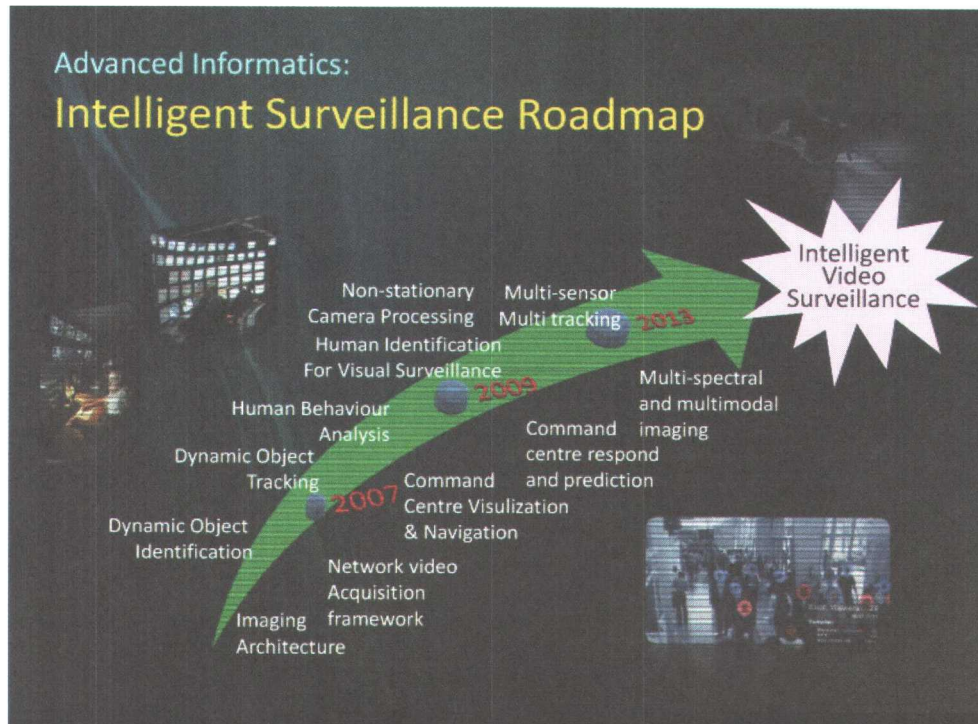 Advanced Informatics:
Intelligent Surveillance Roadmap
Intelligent
Video
Surveillance
Non-stationary
Camera Processing
Multi-sensor
Multi tracking
2013
Human Identification
For Visual Surveillance
2009
Multi-spectral
and multimodal
imaging
Human Behaviour
Analysis
Command
centre respond
and prediction
Dynamic Object
Tracking
2007
Command
Centre Visulization
& Navigation
Dynamic Object
Identification
Network video
Acquisition
framework
Imaging
Architecture